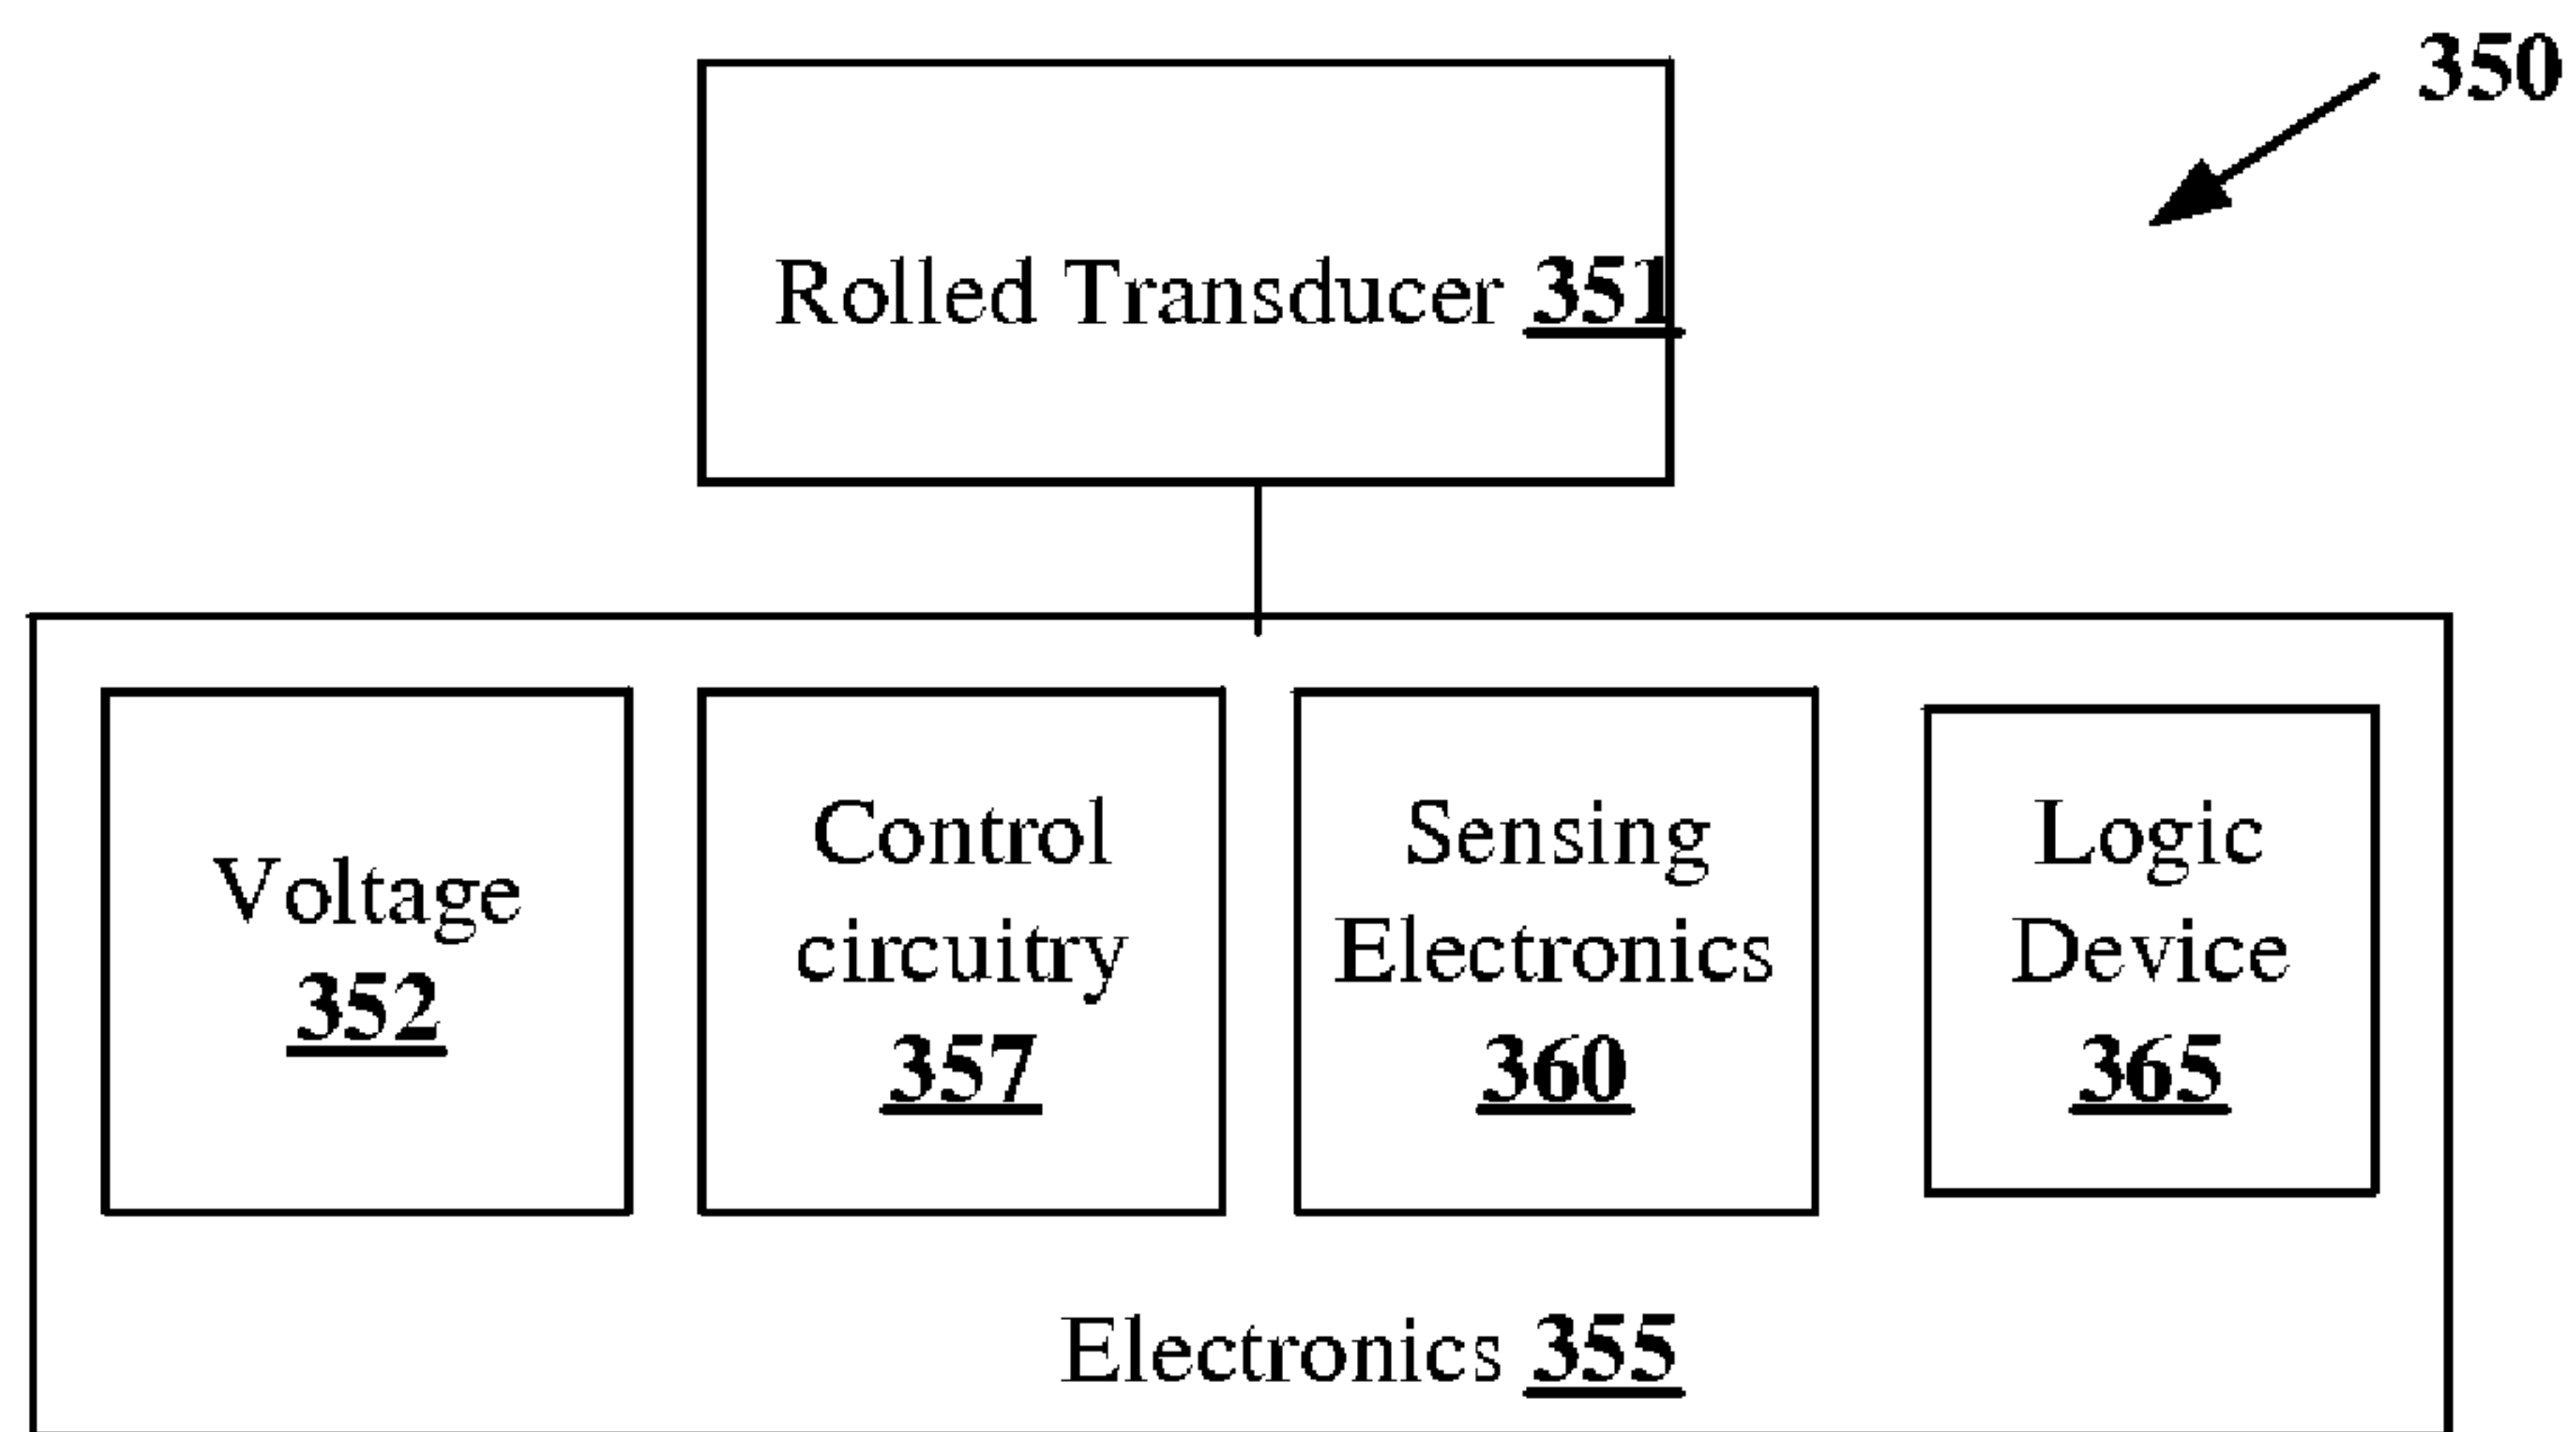 350
Rolled Transducer 351
Voltage
352
Control
circuitry
357
Sensing
Electronics
360
Logic
Device
365
Electronics 355